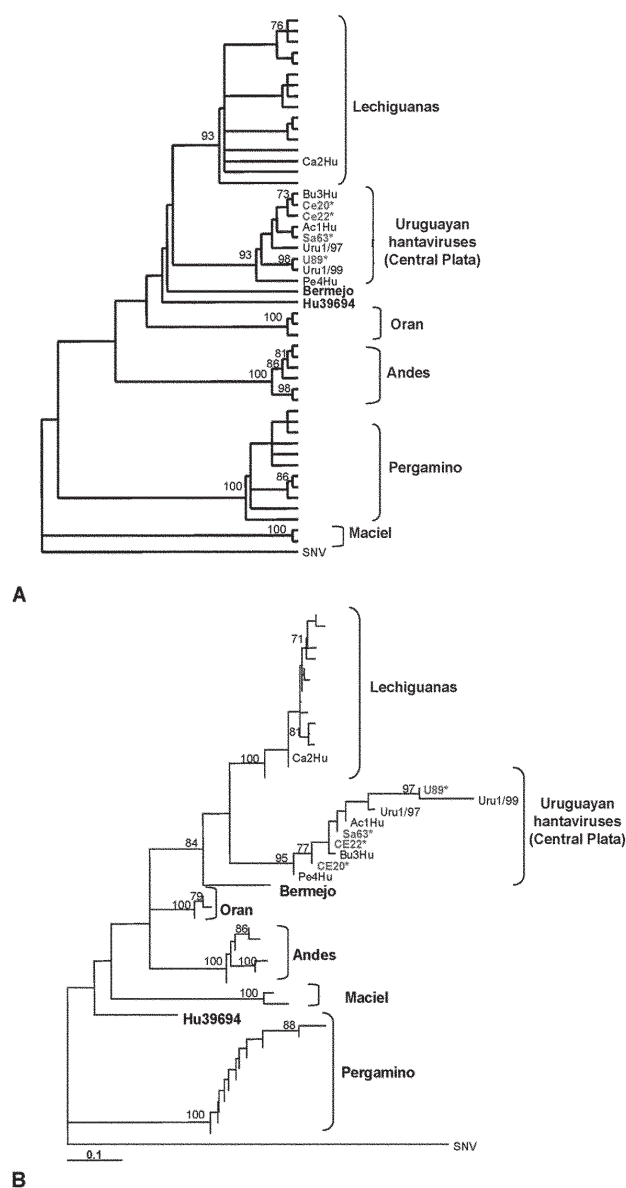 76
Lechiguanas
93
Ca2Hu
73
Bu3Hu
Ce20*
Ce22*
Ac1Hu
Sa63*
Uru1/97
93
98
U89*
Uru1/99
Pe4Hu
Uruguayan
hantaviruses
(Central Plata)
Bermejo
Hu39694
100
Oran
81
86
100
98
Andes
86
100
Pergamino
100
Maciel
SNV
A
71
Lechiguanas
81
100
Ca2Hu
97
U89*
Uru1/99
Uru1/97
Ac1Hu
Sa63*
CE22*
Bu3Hu
77
95
CE20*
Pe4Hu
Uruguayan
hantaviruses
(Central Plata)
84
Bermejo
79
100
Oran
86
100
100
Andes
100
Maciel
Hu39694
88
Pergamino
100
SNV
0.1
B